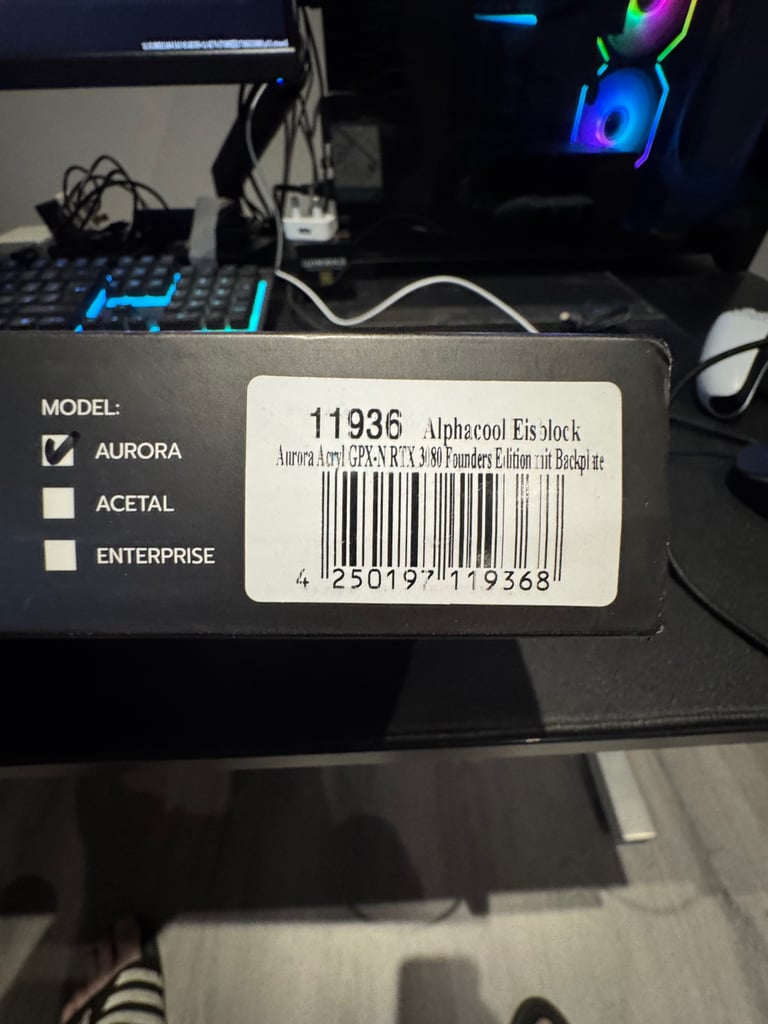 MODEL:
AURORA
ACETAL
ENTERPRISE
11936 Alphacool Eisblock
Aurora Acryl GPX-N RTX 3080 Founders Edition mit Backplate
4 250197 119368